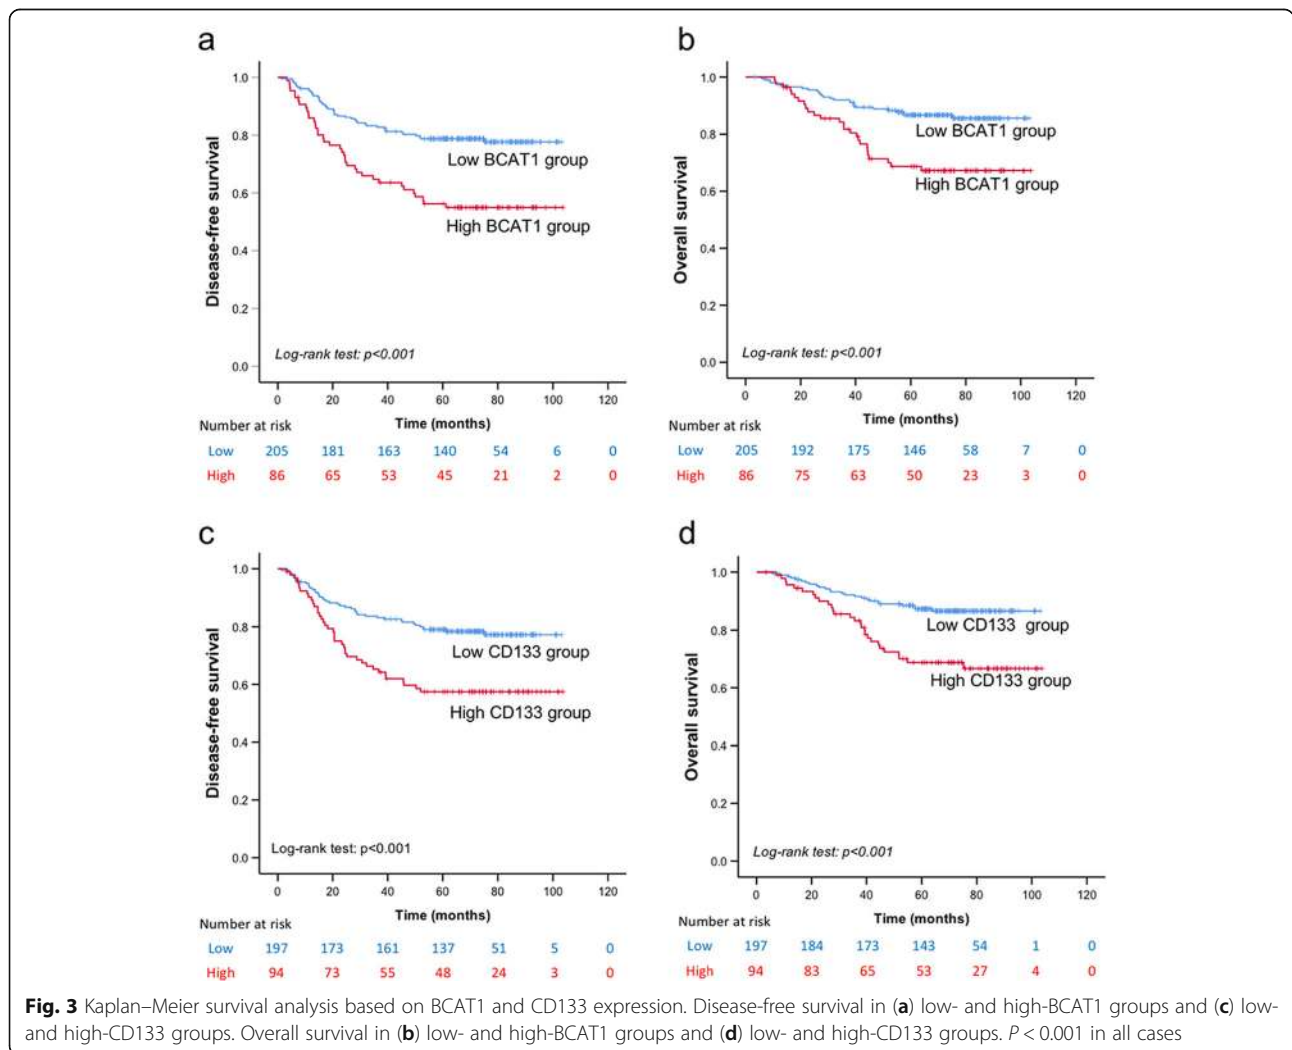 a
1.0
0.8
0.6
0.4
0.2
0.0
Disease-free survival
Low BCAT1 group
High BCAT1 group
Log-rank test: p<0.001
0 20 40 60 80 100 120
Time (months)
Number at risk
Low 205 181 163 140 54 6 0
High 86 65 53 45 21 2 0
b
1.0
0.8
0.6
0.4
0.2
0.0
Overall survival
Low BCAT1 group
High BCAT1 group
Log-rank test: p<0.001
0 20 40 60 80 100 120
Time (months)
Number at risk
Low 205 192 175 146 58 7 0
High 86 75 63 50 23 3 0
c
1.0
0.8
0.6
0.4
0.2
0.0
Disease-free survival
Low CD133 group
High CD133 group
Log-rank test: p<0.001
0 20 40 60 80 100 120
Time (months)
Number at risk
Low 197 173 161 137 51 5 0
High 94 73 55 48 24 3 0
d
1.0
0.8
0.6
0.4
0.2
0.0
Overall survival
Low CD133 group
High CD133 group
Log-rank test: p<0.001
0 20 40 60 80 100 120
Time (months)
Number at risk
Low 197 184 173 143 54 1 0
High 94 83 65 53 27 4 0
Fig. 3 Kaplan–Meier survival analysis based on BCAT1 and CD133 expression. Disease-free survival in (a) low- and high-BCAT1 groups and (c) low-
and high-CD133 groups. Overall survival in (b) low- and high-BCAT1 groups and (d) low- and high-CD133 groups. P < 0.001 in all cases